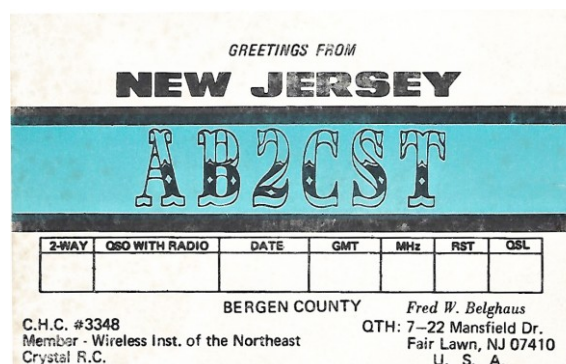 GREETINGS FROM
NEW JERSEY
AB2CST
2-WAY QSO WITH RADIO DATE GMT MHz RST QSL
BERGEN COUNTY
Fred W. Belghaus
C.H.C. #3348
QTH: 7-22 Mansfield Dr.
Member - Wireless Inst. of the Northeast
Fair Lawn, NJ 07410
Crystal R.C.
U. S. A